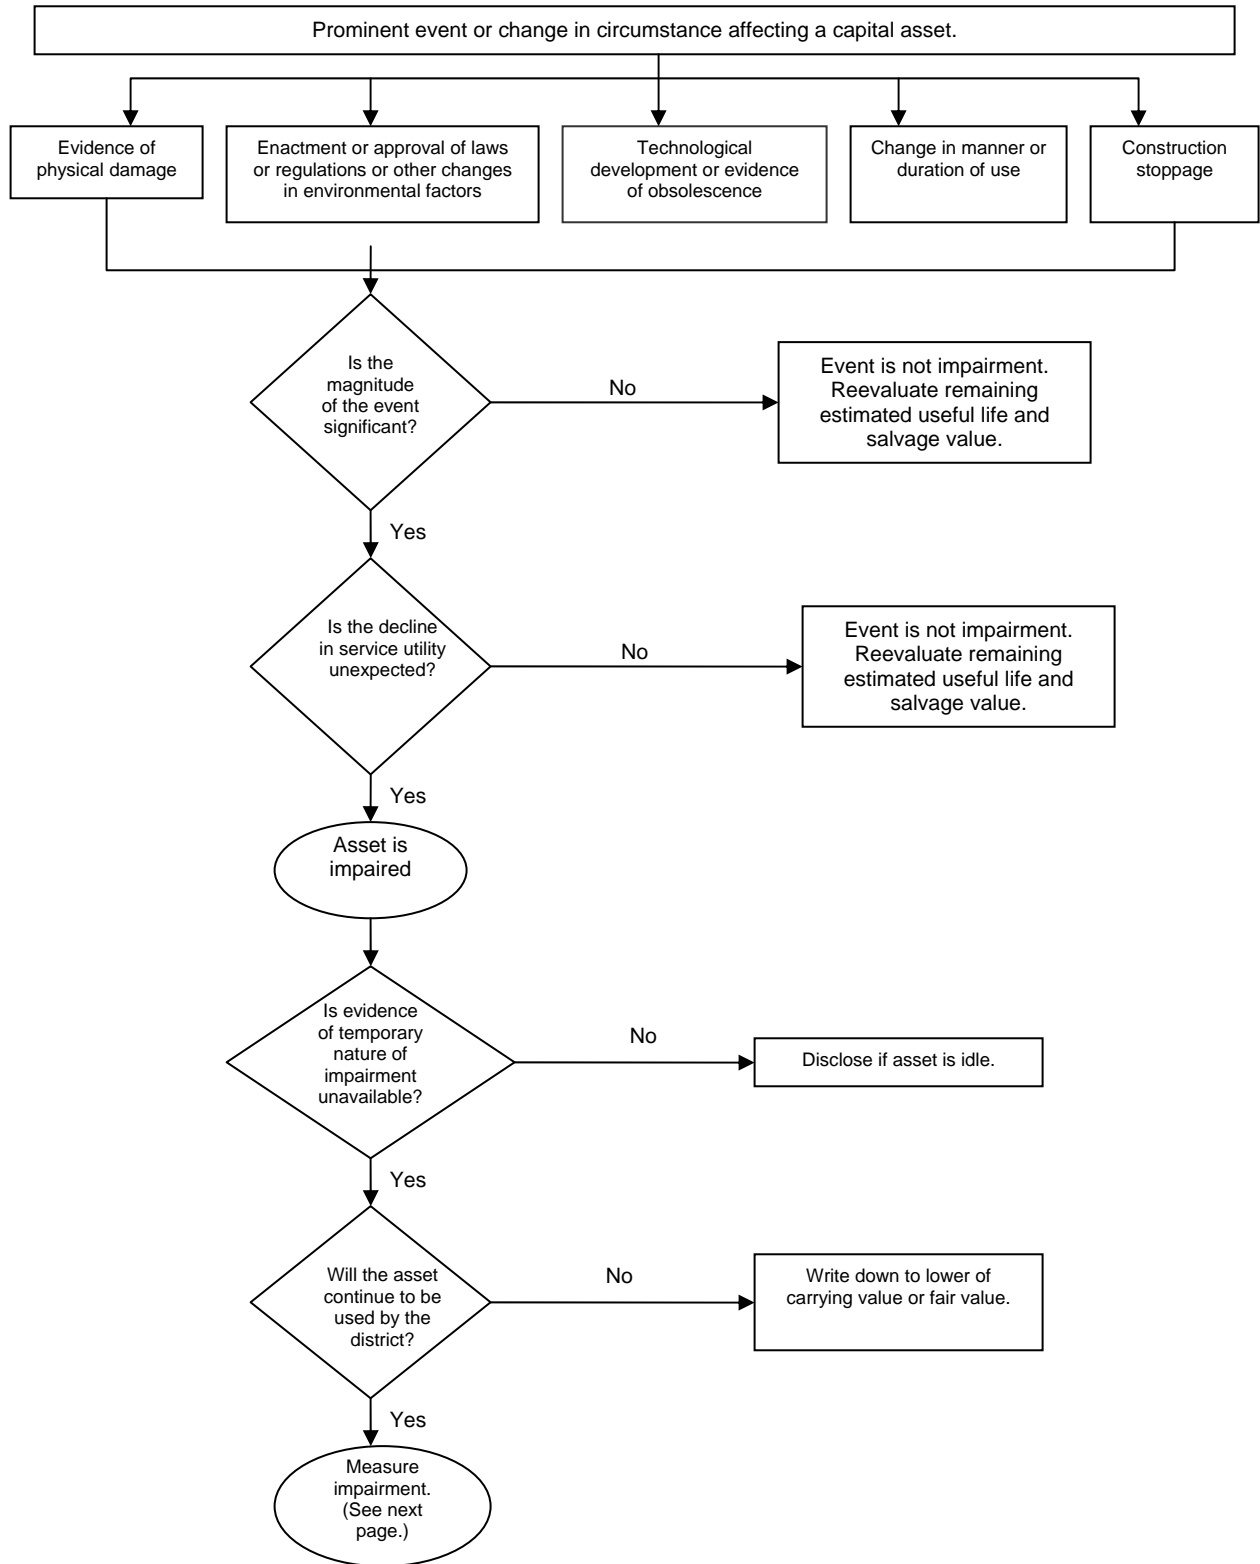 Prominent event or change in circumstance affecting a capital asset.
Evidence of
physical damage
Enactment or approval of laws
or regulations or other changes
in environmental factors
Technological
development or evidence
of obsolescence
Change in manner or
duration of use
Construction
stoppage
Is the
magnitude
of the event
significant?
No
Event is not impairment.
Reevaluate remaining
estimated useful life and
salvage value.
Yes
Is the decline
in service utility
unexpected?
No
Event is not impairment.
Reevaluate remaining
estimated useful life and
salvage value.
Yes
Asset is
impaired
Is evidence
of temporary
nature of
impairment
unavailable?
No
Disclose if asset is idle.
Yes
Will the asset
continue to be
used by the
district?
No
Write down to lower of
carrying value or fair value.
Yes
Measure
impairment.
(See next
page.)